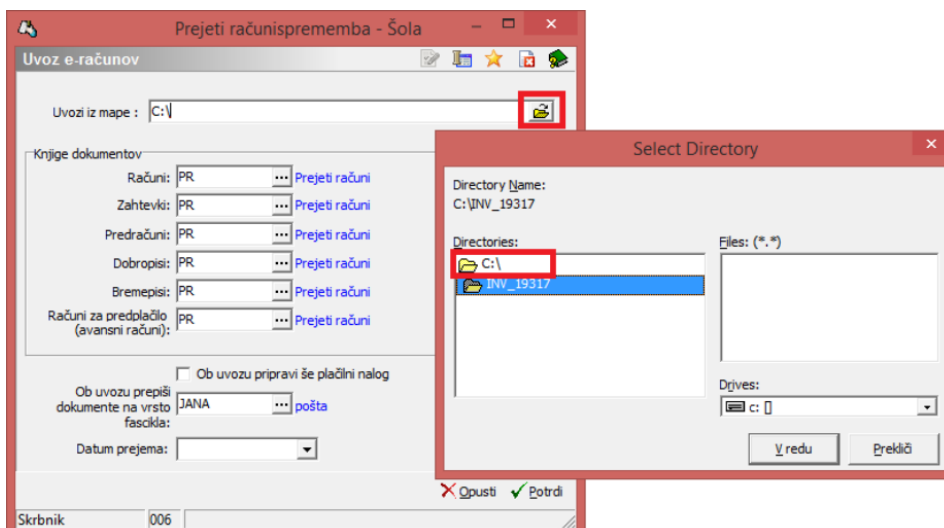 Prejeti računisprememba - Šola
Uvoz e-računov
Uvozi iz mape : C:\
Knjige dokumentov
Računi: PR ... Prejeti računi
Zahtevki: PR ... Prejeti računi
Predračuni: PR ... Prejeti računi
Dobropisi: PR ... Prejeti računi
Bremepisi: PR ... Prejeti računi
Računi za predplačilo
(avansni računi): PR ... Prejeti računi
Ob uvozu pripravi še plačilni nalog
Ob uvozu prepiši
dokumente na vrsto
fascikla: JANA ... pošta
Datum prejema:
Opusti Potrdi
Skrbnik 006
Select Directory
Directory Name:
C:\INV_19317
Directories:
C:\
INV_19317
Files: (*.*)
Drives:
c: []
V redu Prekliči